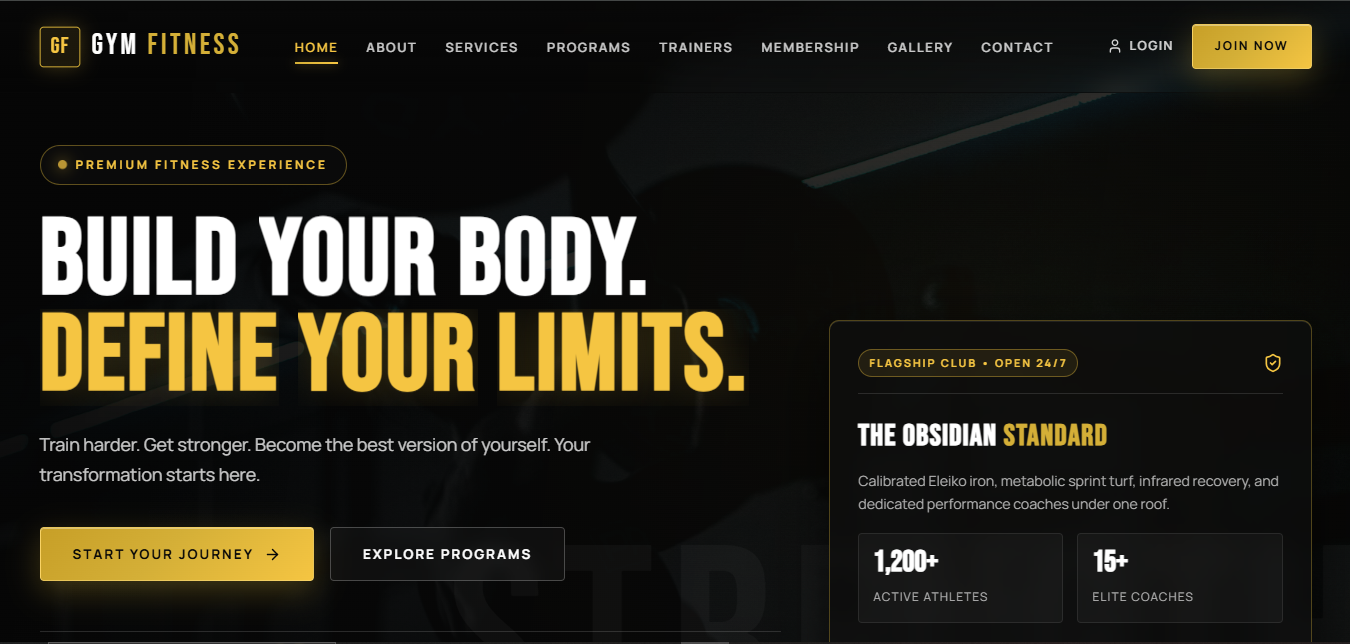 GF GYM FITNESS
HOME ABOUT SERVICES PROGRAMS TRAINERS MEMBERSHIP GALLERY CONTACT LOGIN JOIN NOW
PREMIUM FITNESS EXPERIENCE
BUILD YOUR BODY.
DEFINE YOUR LIMITS.
Train harder. Get stronger. Become the best version of yourself. Your
transformation starts here.
START YOUR JOURNEY →
EXPLORE PROGRAMS
FLAGSHIP CLUB • OPEN 24/7
THE OBSIDIAN STANDARD
Calibrated Eleiko iron, metabolic sprint turf, infrared recovery, and
dedicated performance coaches under one roof.
1,200+
ACTIVE ATHLETES
15+
ELITE COACHES